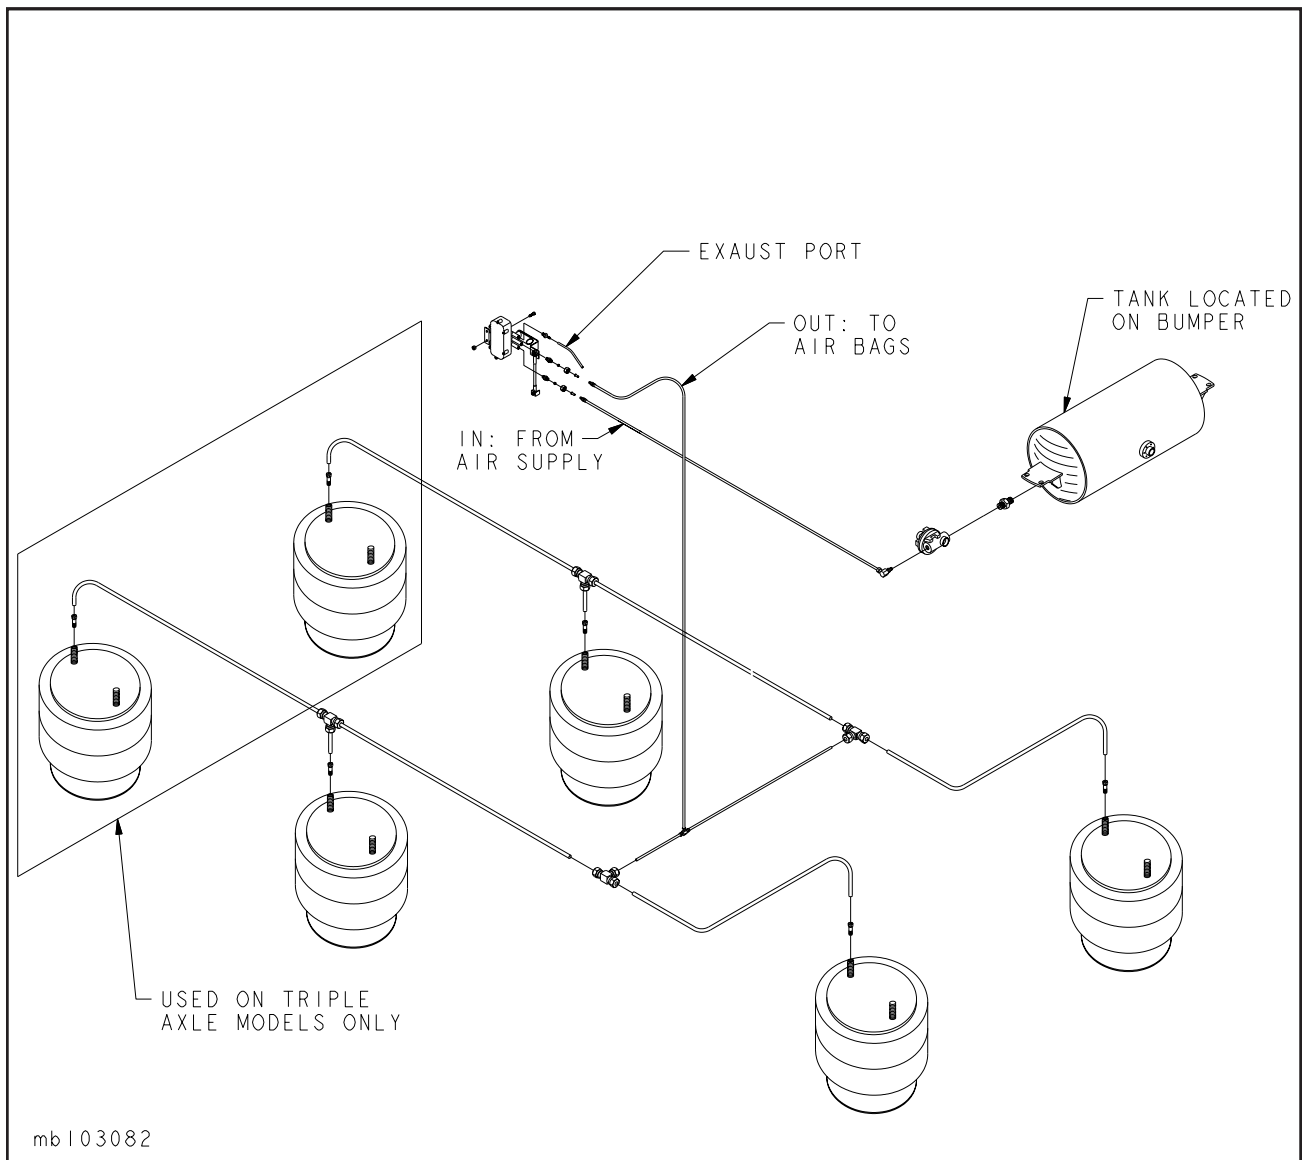 EXAUST PORT
TANK LOCATED
ON BUMPER
OUT: TO
AIR BAGS
IN: FROM
AIR SUPPLY
USED ON TRIPLE
AXLE MODELS ONLY
mb103082